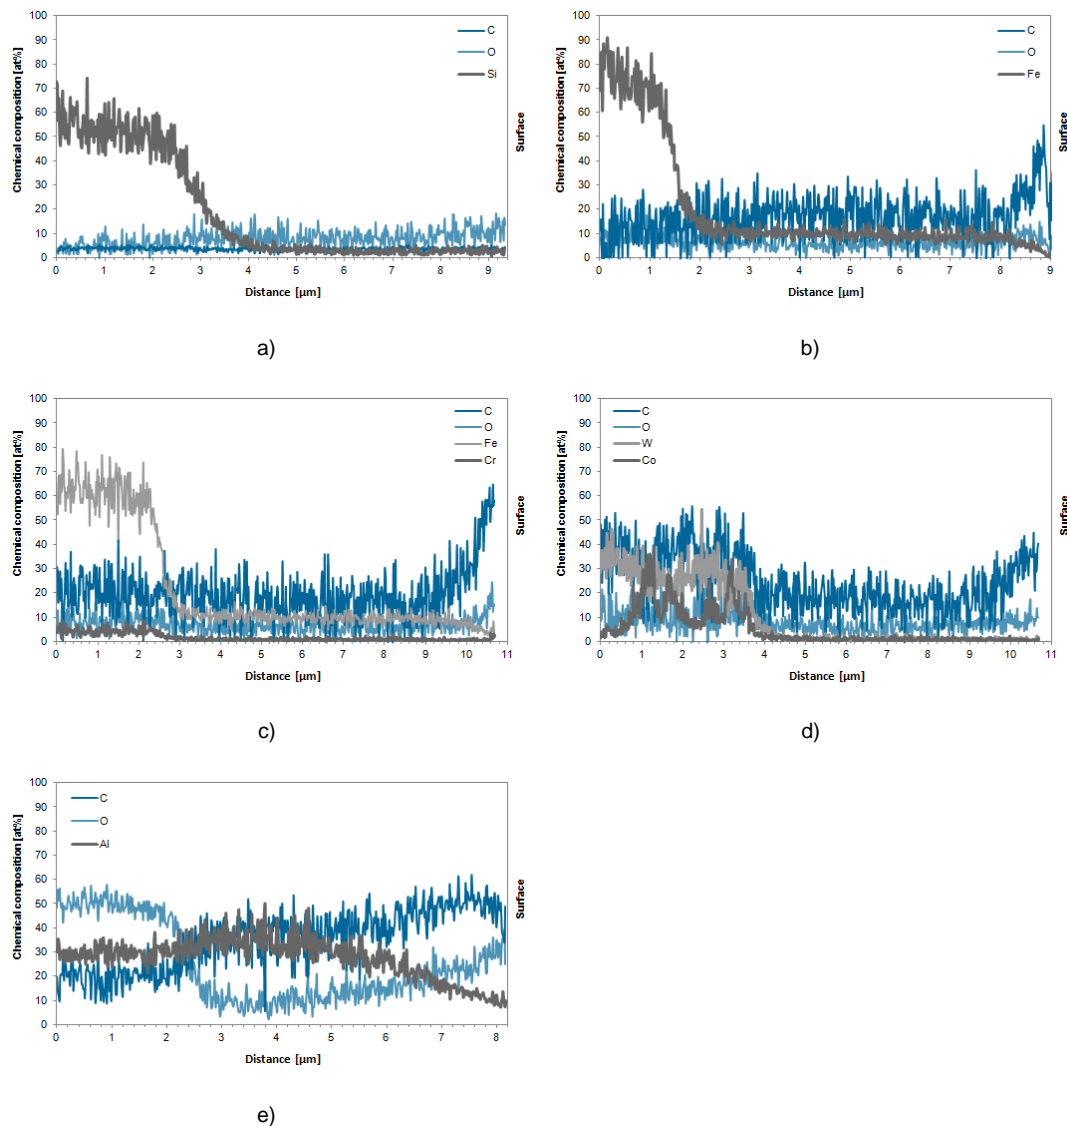 100
90
80
70
60
50
40
30
20
10
0
Chemical composition [at%]
C
O
Si
Surface
0 1 2 3 4 5 6 7 8 9
Distance [µm]
a)
100
90
80
70
60
50
40
30
20
10
0
Chemical composition [at%]
C
O
Fe
Surface
0 1 2 3 4 5 6 7 8 9
Distance [µm]
b)
100
90
80
70
60
50
40
30
20
10
0
Chemical composition [at%]
C
O
Fe
Cr
Surface
0 1 2 3 4 5 6 7 8 9 10 11
Distance [µm]
c)
100
90
80
70
60
50
40
30
20
10
0
Chemical composition [at%]
C
O
W
Co
Surface
0 1 2 3 4 5 6 7 8 9 10 11
Distance [µm]
d)
100
90
80
70
60
50
40
30
20
10
0
Chemical composition [at%]
C
O
Al
Surface
0 1 2 3 4 5 6 7 8
Distance [µm]
e)